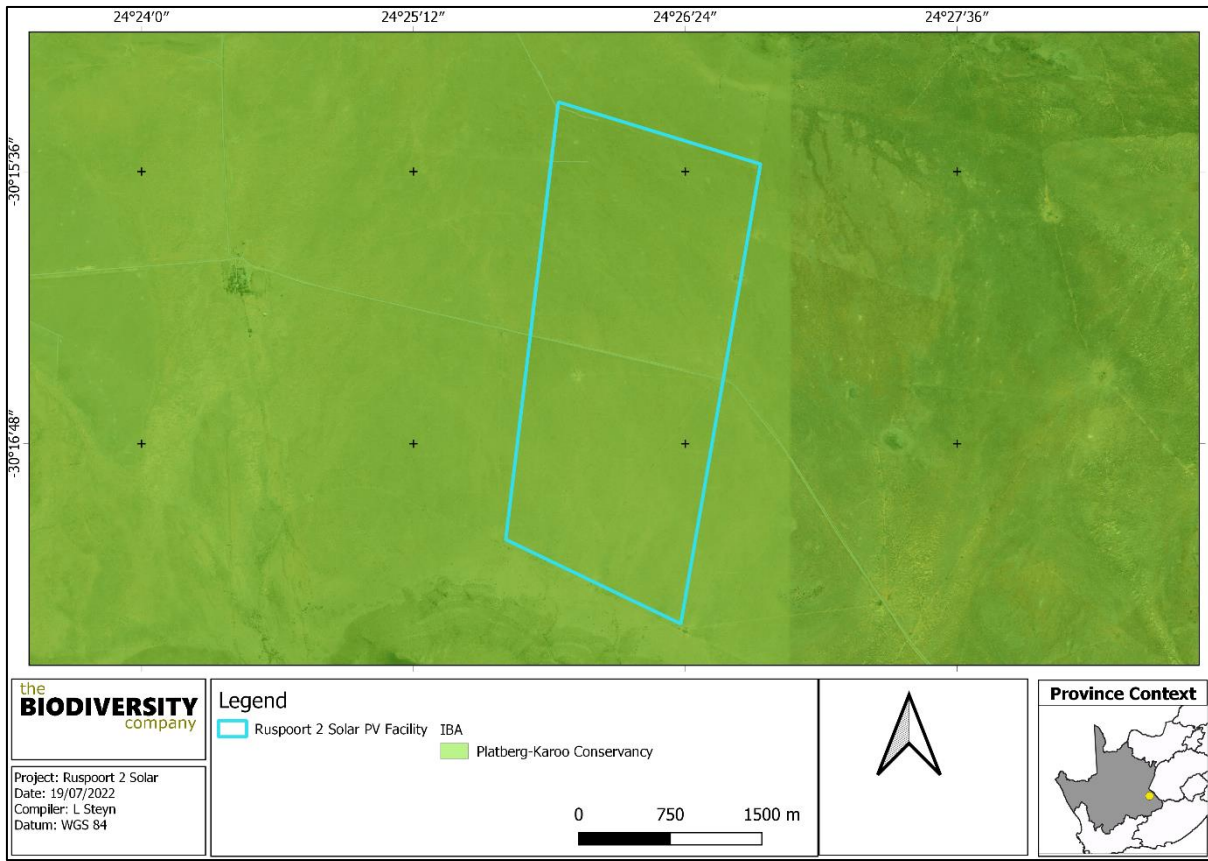 24°24′0″ 24°25′12″ 24°26′24″ 24°27′36″
-30°15′36″
-30°16′48″
the
BIODIVERSITY
company
Project: Ruspoort 2 Solar
Date: 19/07/2022
Compiler: L Steyn
Datum: WGS 84
Legend
Ruspoort 2 Solar PV Facility IBA
Platberg-Karoo Conservancy
0 750 1500 m
Province Context